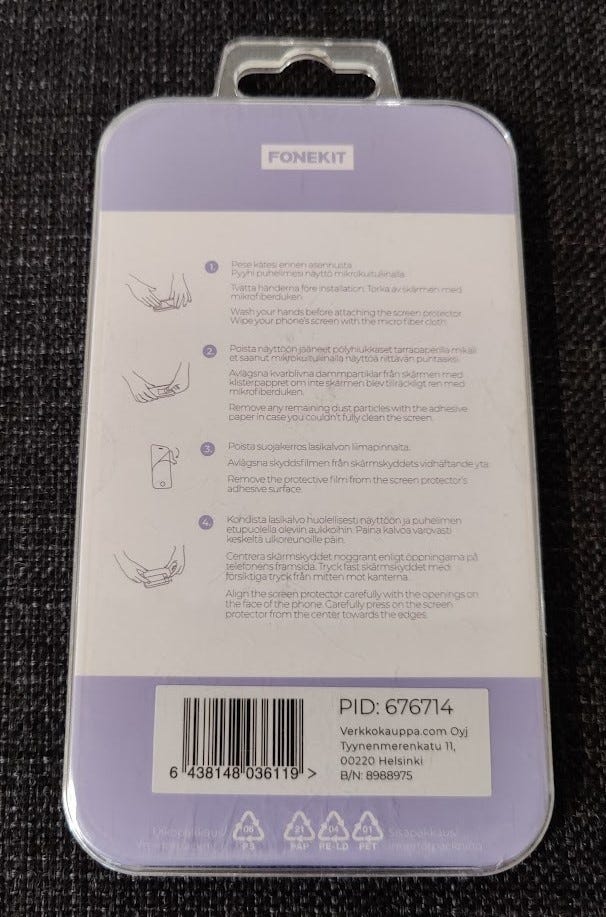 FONEKIT
1. Pese kätesi ennen asennusta.
Pyyhi puhelimesi näyttö mikrokuituliinalla.
Tvätta händerna före installation. Torka av skärmen med
mikrofiberduken.
Wash your hands before attaching the screen protector.
Wipe your phone's screen with the micro fiber cloth.
2. Poista näyttöön jääneet pölyhiukkaset tarrapaperilla mikäli
et saanut mikrokuituliinalla näyttöä riittävän puhtaaksi.
Avlägsna kvarblivna dammpartiklar från skärmen med
klisterpappret om inte skärmen blev tillräckligt ren med
mikrofiberduken.
Remove any remaining dust particles with the adhesive
paper in case you couldn't fully clean the screen.
3. Poista suojakerros lasikalvon liimapinnalta.
Avlägsna skyddsfilmen från skärmskyddets vidhäftande yta.
Remove the protective film from the screen protector's
adhesive surface.
4. Kohdista lasikalvo huolellisesti näyttöön ja puhelimen
etupuolella oleviin aukkoihin. Paina kalvoa varovasti
keskeltä ulkoreunoille päin.
Centrera skärmskyddet noggrant enligt öppningarna på
telefonens framsida. Tryck fast skärmskyddet med
försiktiga tryck från mitten mot kanterna.
Align the screen protector carefully with the openings on
the face of the phone. Carefully press on the screen
protector from the center towards the edges.
6 438148 036119 >
PID: 676714
Verkkokauppa.com Oyj
Tyynenmerenkatu 11,
00220 Helsinki
B/N: 8988975
Ulkopakkaus/ 06 21 04 01 Sisäpakkaus/
PS PAP PE-LD PET